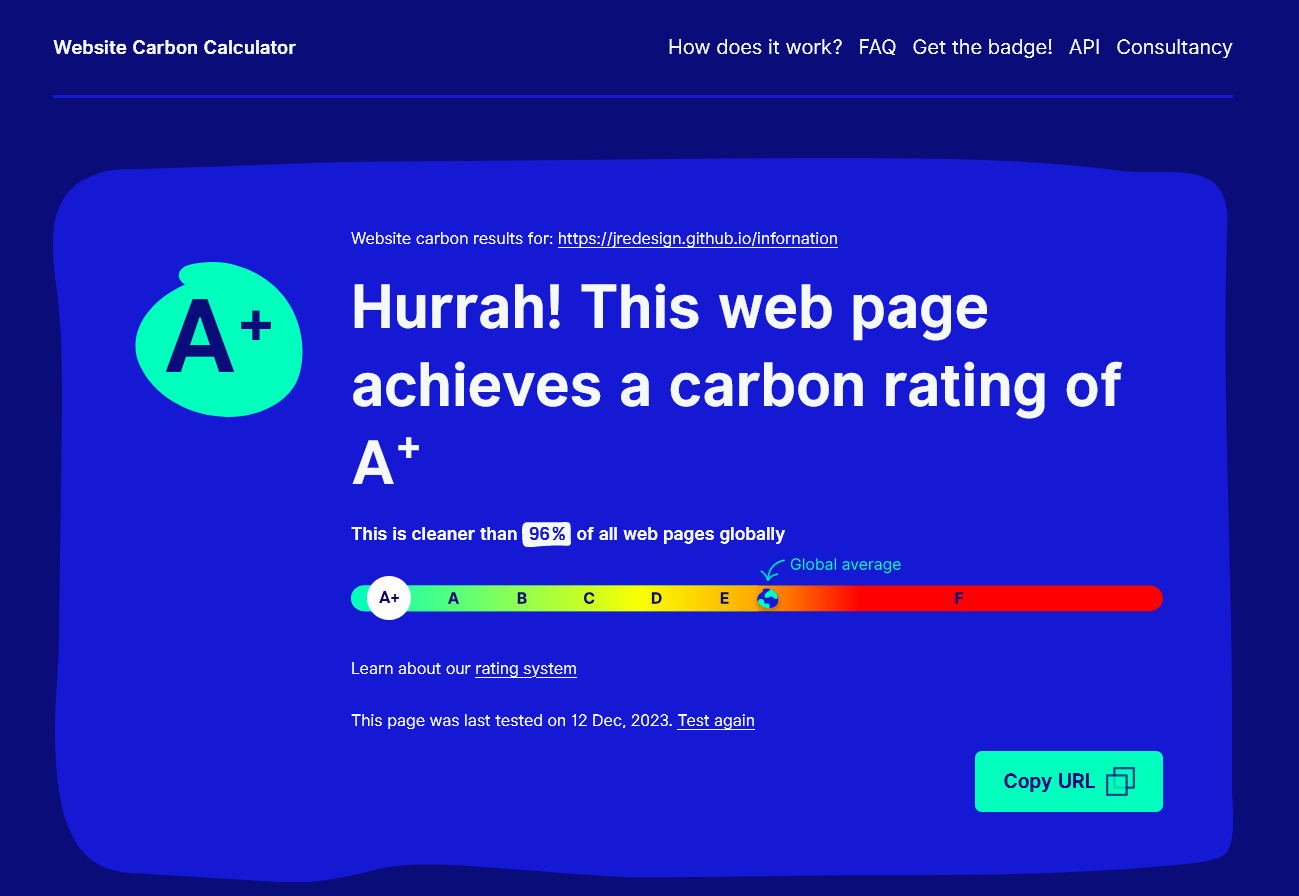 Website Carbon Calculator
How does it work? FAQ Get the badge! API Consultancy
Website carbon results for: https://jredesign.github.io/infornation
A+
Hurrah! This web page
achieves a carbon rating of
A+
This is cleaner than 96% of all web pages globally
Global average
A+ A B C D E F
Learn about our rating system
This page was last tested on 12 Dec, 2023. Test again
Copy URL